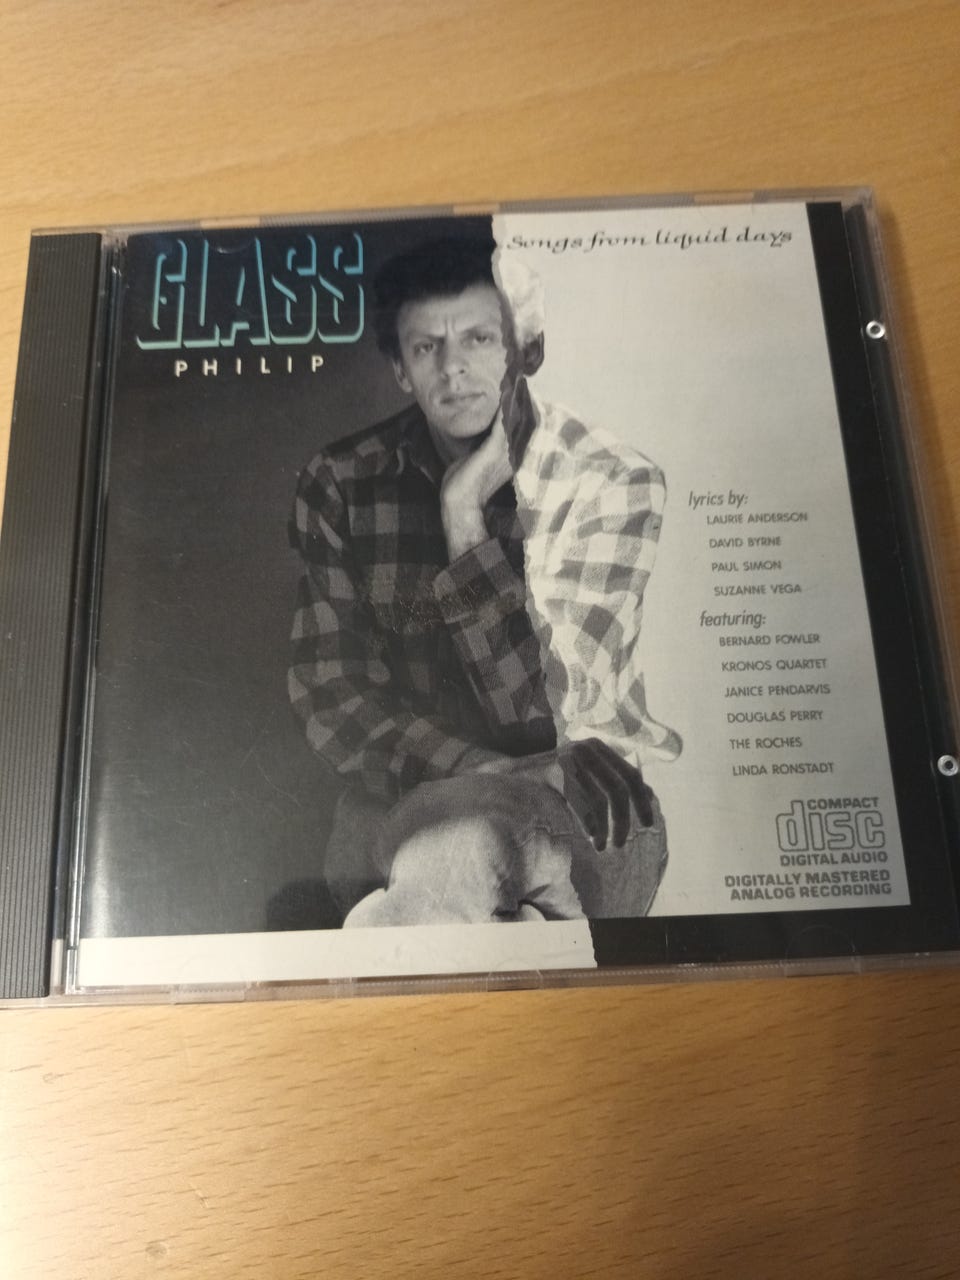 GLASS
PHILIP
Songs from liquid days
lyrics by:
LAURIE ANDERSON
DAVID BYRNE
PAUL SIMON
SUZANNE VEGA
featuring:
BERNARD FOWLER
KRONOS QUARTET
JANICE PENDARVIS
DOUGLAS PERRY
THE ROCHES
LINDA RONSTADT
COMPACT
disc
DIGITAL AUDIO
DIGITALLY MASTERED
ANALOG RECORDING